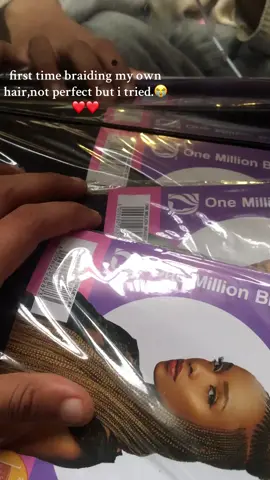 first time braiding my own
hair,not perfect but i tried.😭
❤️❤️
One Million B
One Milli
One Million B